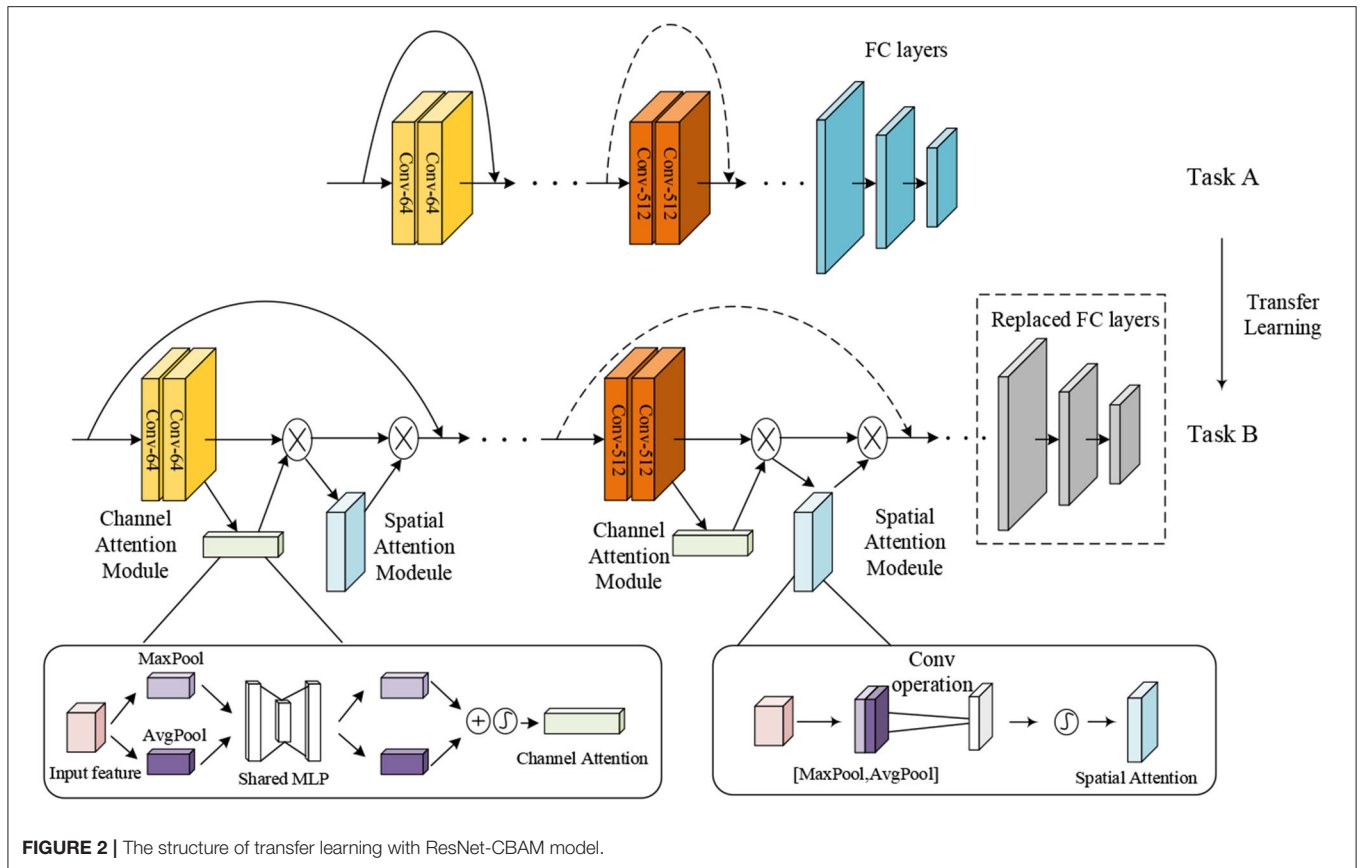 FC layers
Conv-64
Conv-64
. . .
Conv-512
Conv-512
. . .
Task A
Transfer
Learning
Replaced FC layers
Conv-64
Conv-64
. . .
Conv-512
Conv-512
. . .
Task B
Channel
Attention
Module
Spatial
Attention
Modeule
Channel
Attention
Module
Spatial
Attention
Modeule
MaxPool
AvgPool
Input feature
Shared MLP
Channel Attention
Conv
operation
[MaxPool,AvgPool]
Spatial Attention
FIGURE 2 | The structure of transfer learning with ResNet-CBAM model.